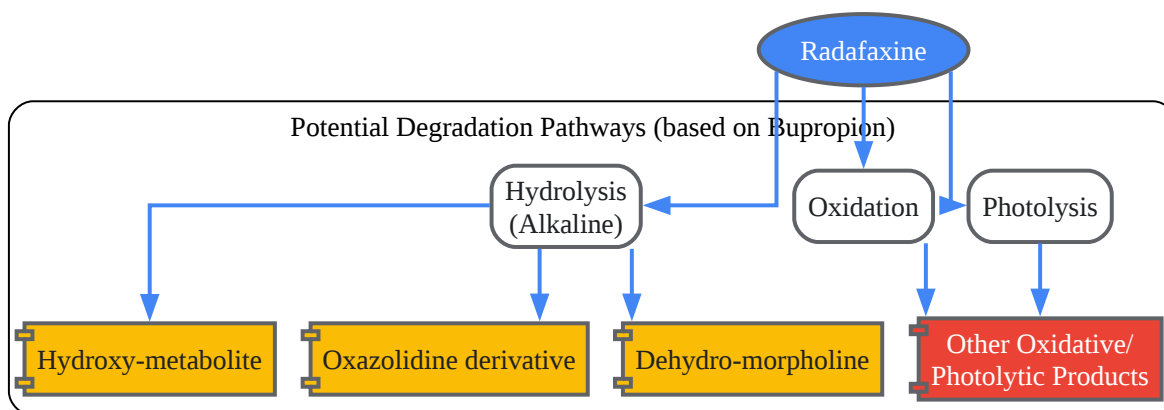 Radafaxine
Potential Degradation Pathways (based on Bupropion)
Hydrolysis
(Alkaline)
Oxidation
Photolysis
Hydroxy-metabolite
Oxazolidine derivative
Dehydro-morpholine
Other Oxidative/
Photolytic Products